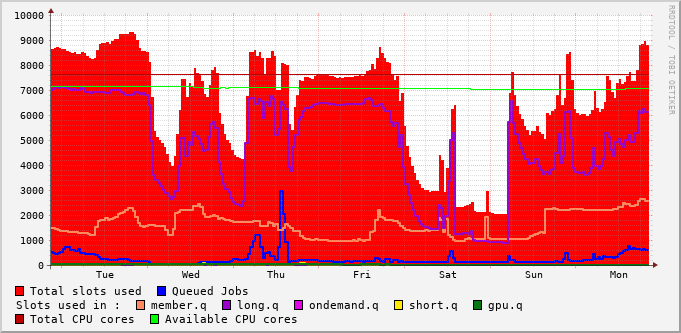 RRDTOOL / TOBI OETIKER
10000
9000
8000
7000
6000
5000
4000
3000
2000
1000
0
Tue Wed Thu Fri Sat Sun Mon
Total slots used Queued Jobs
Slots used in : member.q long.q ondemand.q short.q gpu.q
Total CPU cores Available CPU cores